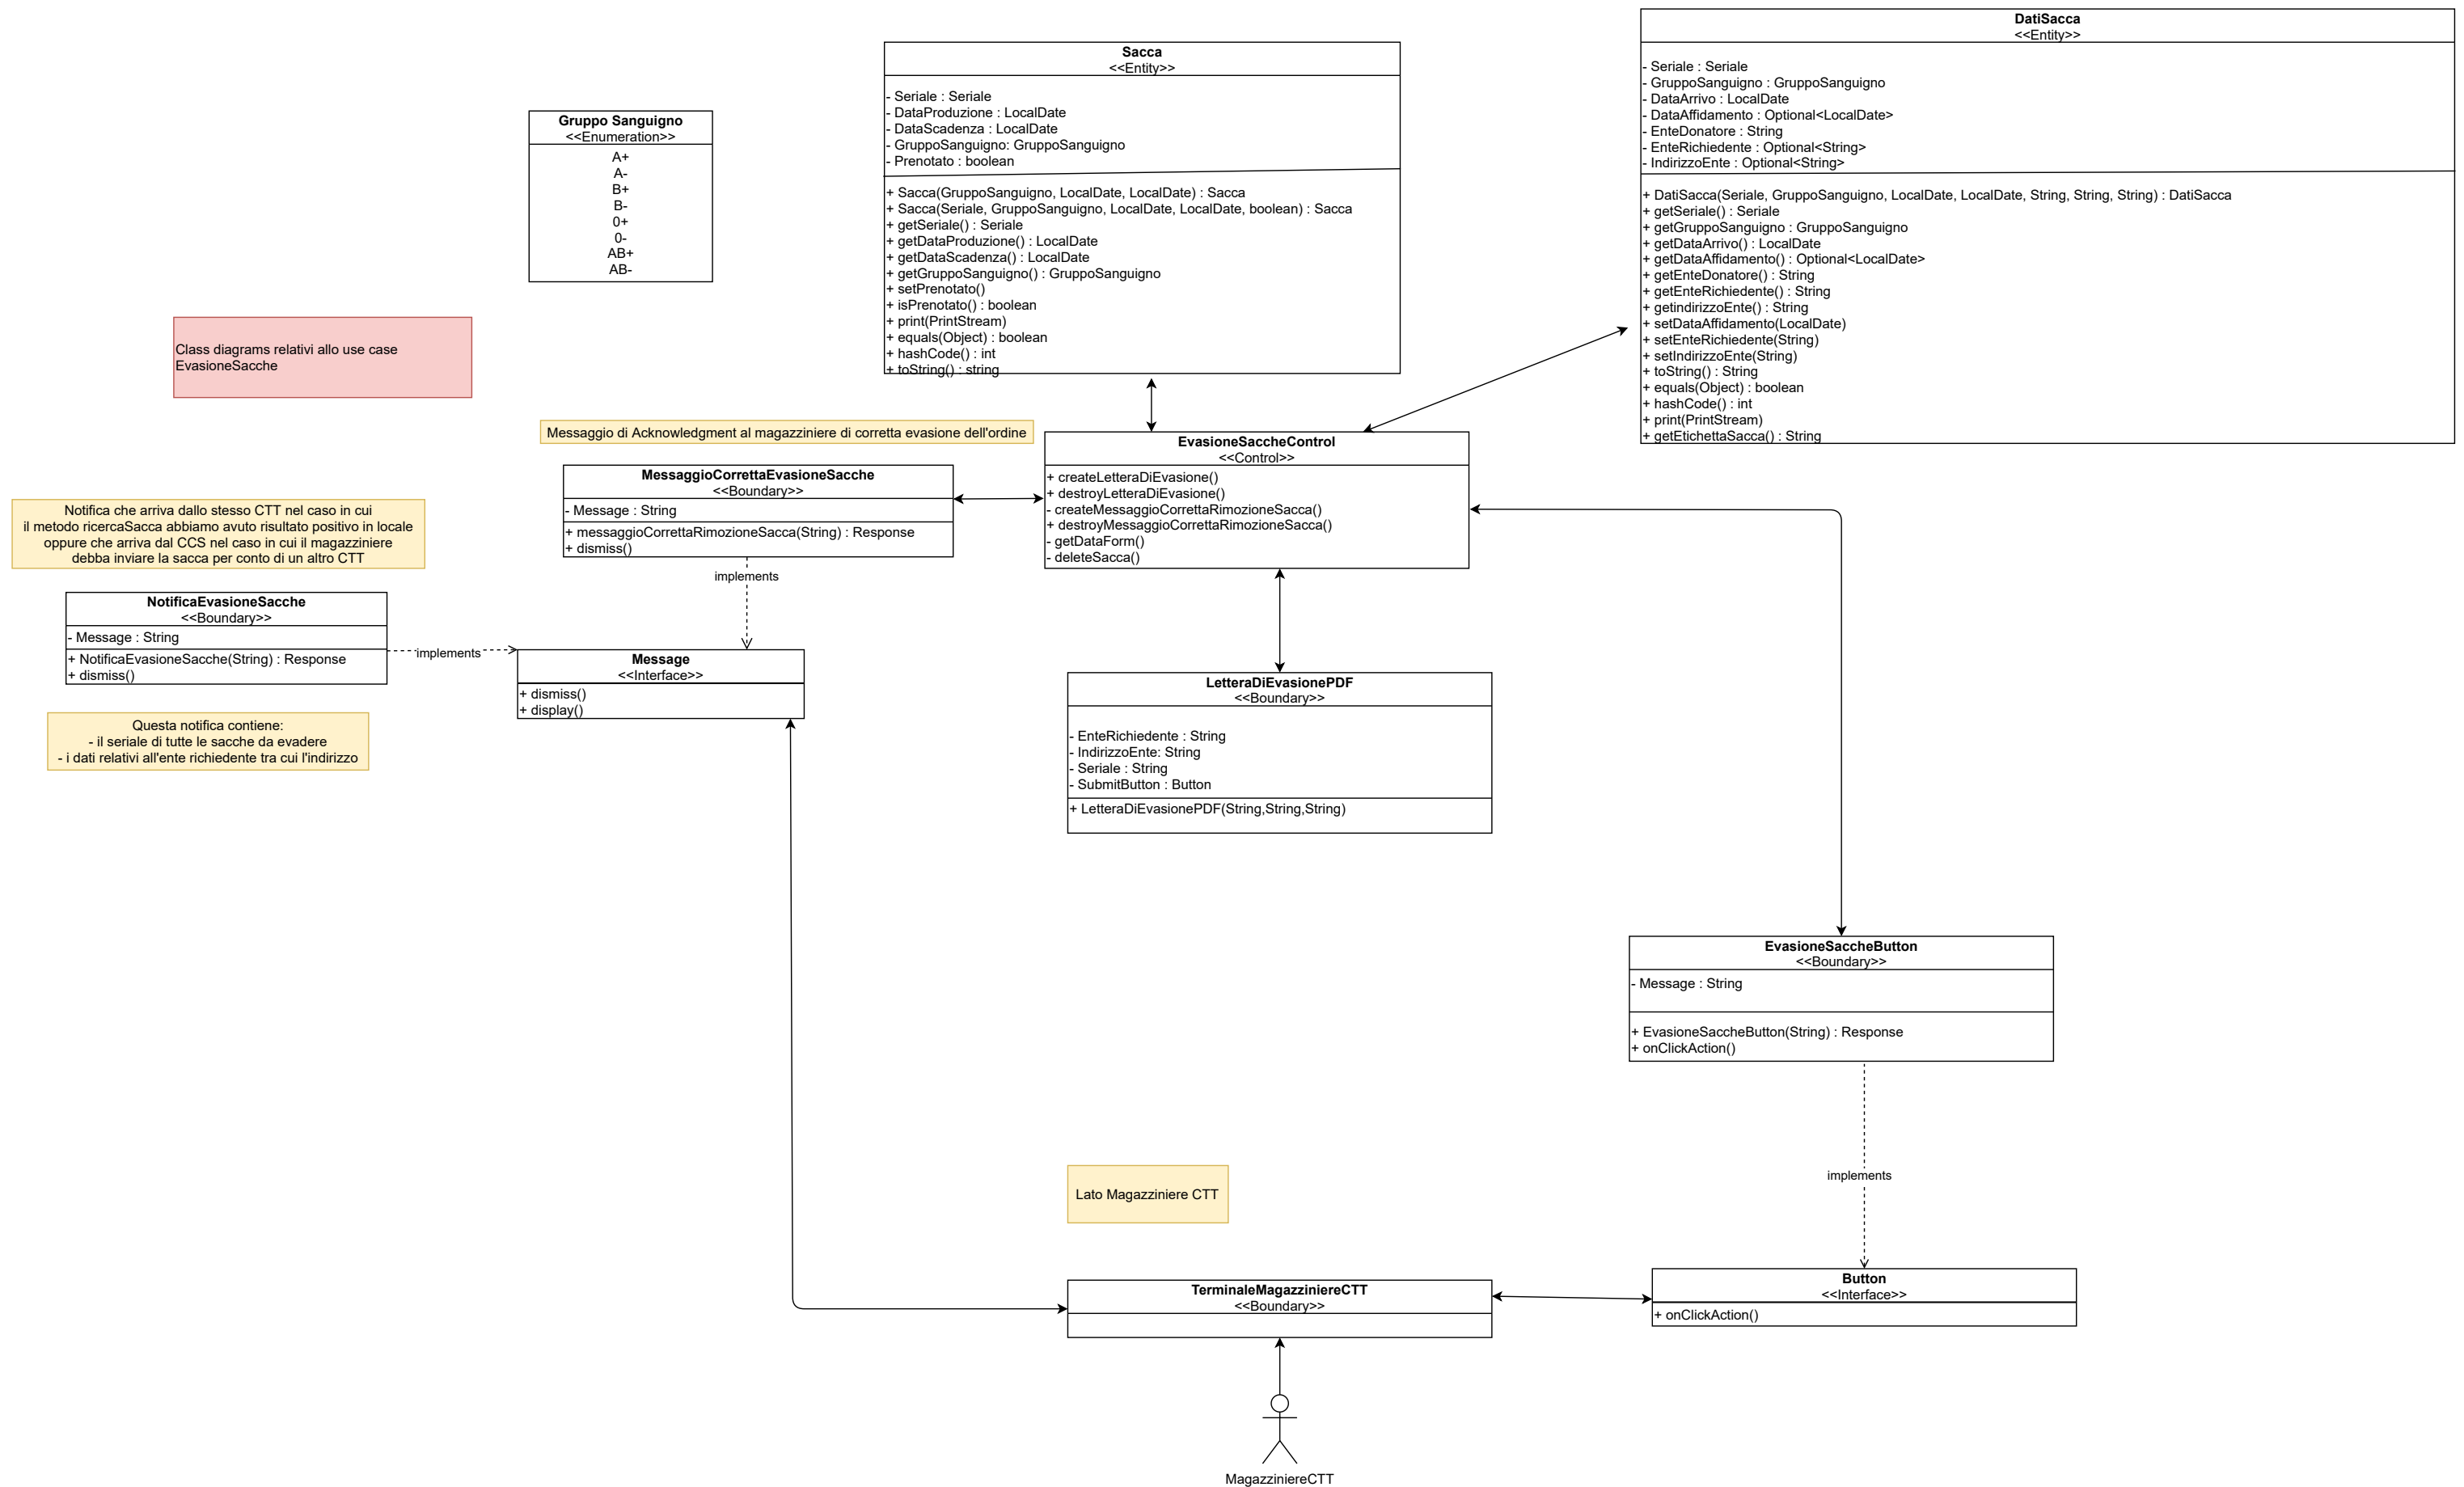 DatiSacca
<<Entity>>
- Seriale : Seriale
- GruppoSanguigno : GruppoSanguigno
- DataArrivo : LocalDate
- DataAffidamento : Optional<LocalDate>
- EnteDonatore : String
- EnteRichiedente : Optional<String>
- IndirizzoEnte : Optional<String>
+ DatiSacca(Seriale, GruppoSanguigno, LocalDate, LocalDate, String, String, String) : DatiSacca
+ getSeriale() : Seriale
+ getGruppoSanguigno : GruppoSanguigno
+ getDataArrivo() : LocalDate
+ getDataAffidamento() : Optional<LocalDate>
+ getEnteDonatore() : String
+ getEnteRichiedente() : String
+ getindirizzoEnte() : String
+ setDataAffidamento(LocalDate)
+ setEnteRichiedente(String)
+ setIndirizzoEnte(String)
+ toString() : String
+ equals(Object) : boolean
+ hashCode() : int
+ print(PrintStream)
+ getEtichettaSacca() : String
Sacca
<<Entity>>
- Seriale : Seriale
- DataProduzione : LocalDate
- DataScadenza : LocalDate
- GruppoSanguigno: GruppoSanguigno
- Prenotato : boolean
+ Sacca(GruppoSanguigno, LocalDate, LocalDate) : Sacca
+ Sacca(Seriale, GruppoSanguigno, LocalDate, LocalDate, boolean) : Sacca
+ getSeriale() : Seriale
+ getDataProduzione() : LocalDate
+ getDataScadenza() : LocalDate
+ getGruppoSanguigno() : GruppoSanguigno
+ setPrenotato()
+ isPrenotato() : boolean
+ print(PrintStream)
+ equals(Object) : boolean
+ hashCode() : int
+ toString() : string
Gruppo Sanguigno
<<Enumeration>>
A+
A-
B+
B-
0+
0-
AB+
AB-
Class diagrams relativi allo use case
EvasioneSacche
Messaggio di Acknowledgment al magazziniere di corretta evasione dell'ordine
EvasioneSaccheControl
<<Control>>
+ createLetteraDiEvasione()
+ destroyLetteraDiEvasione()
- createMessaggioCorrettaRimozioneSacca()
+ destroyMessaggioCorrettaRimozioneSacca()
- getDataForm()
- deleteSacca()
MessaggioCorrettaEvasioneSacche
<<Boundary>>
- Message : String
+ messaggioCorrettaRimozioneSacca(String) : Response
+ dismiss()
implements
Notifica che arriva dallo stesso CTT nel caso in cui
il metodo ricercaSacca abbiamo avuto risultato positivo in locale
oppure che arriva dal CCS nel caso in cui il magazziniere
debba inviare la sacca per conto di un altro CTT
NotificaEvasioneSacche
<<Boundary>>
- Message : String
+ NotificaEvasioneSacche(String) : Response
+ dismiss()
implements
Message
<<Interface>>
+ dismiss()
+ display()
Questa notifica contiene:
- il seriale di tutte le sacche da evadere
- i dati relativi all'ente richiedente tra cui l'indirizzo
LetteraDiEvasionePDF
<<Boundary>>
- EnteRichiedente : String
- IndirizzoEnte: String
- Seriale : String
- SubmitButton : Button
+ LetteraDiEvasionePDF(String,String,String)
EvasioneSaccheButton
<<Boundary>>
- Message : String
+ EvasioneSaccheButton(String) : Response
+ onClickAction()
implements
Lato Magazziniere CTT
TerminaleMagazziniereCTT
<<Boundary>>
Button
<<Interface>>
+ onClickAction()
MagazziniereCTT